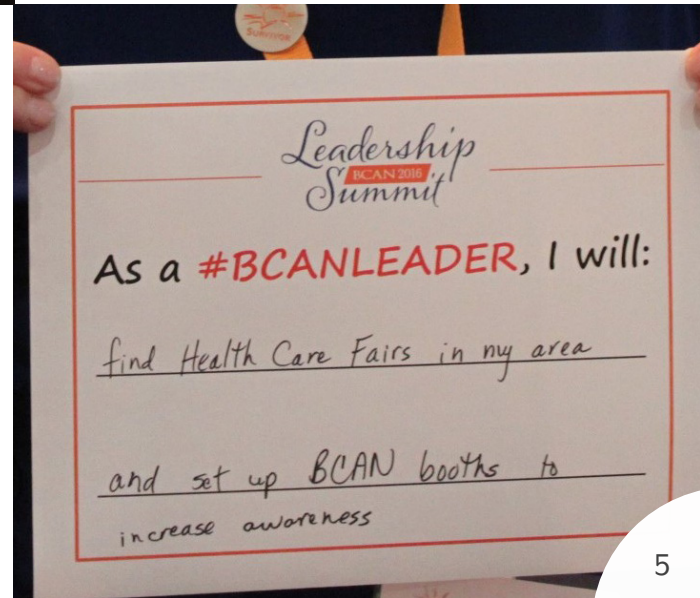 SURVIVOR
Leadership
BCAN 2016
Summit
As a #BCANLEADER, I will:
find Health Care Fairs in my area
and set up BCAN booths to
increase awareness
5